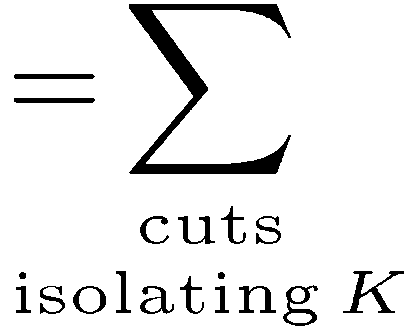 = ∑
cuts
isolating K